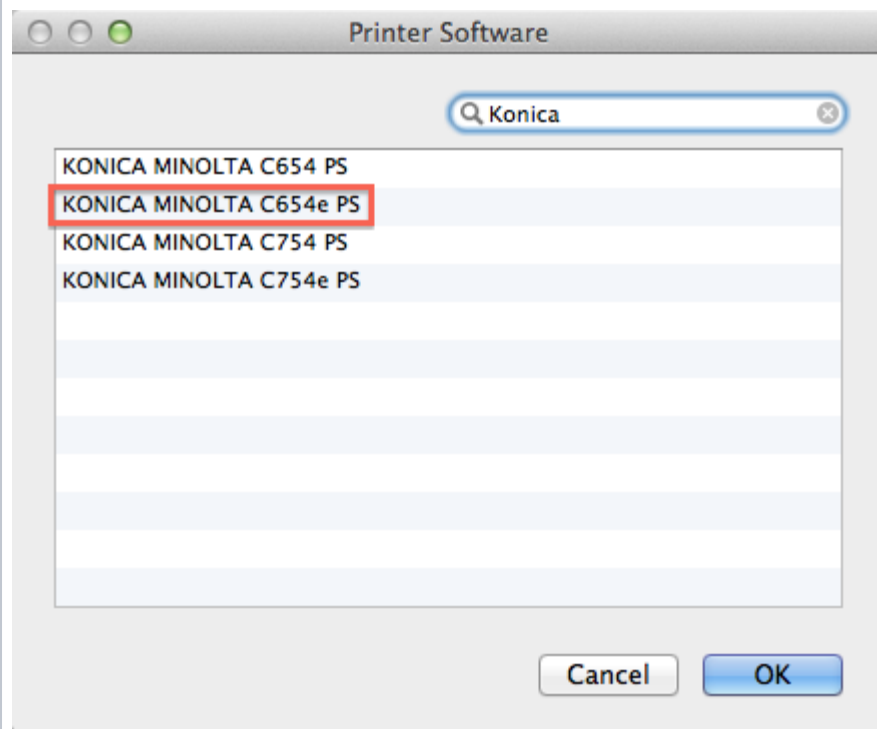 Printer Software
Konica
KONICA MINOLTA C654 PS
KONICA MINOLTA C654e PS
KONICA MINOLTA C754 PS
KONICA MINOLTA C754e PS
Cancel OK